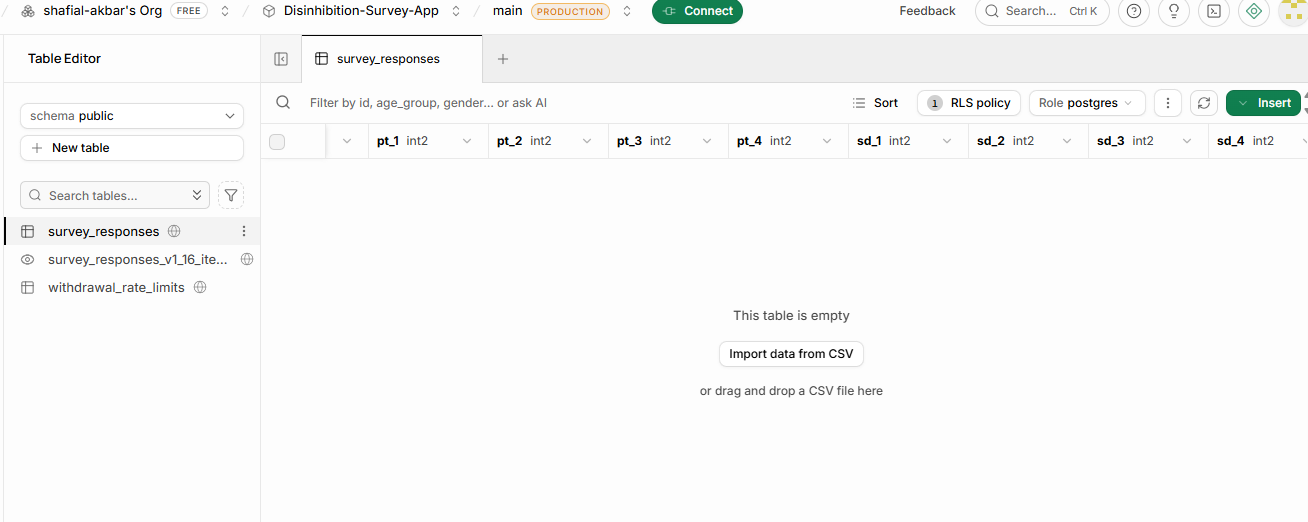 / shafial-akbar's Org FREE / Disinhibition-Survey-App / main PRODUCTION Connect Feedback Search... Ctrl K
Table Editor
survey_responses
schema public
New table
Search tables...
survey_responses
survey_responses_v1_16_ite...
withdrawal_rate_limits
Filter by id, age_group, gender... or ask AI Sort 1 RLS policy Role postgres Insert
pt_1 int2 pt_2 int2 pt_3 int2 pt_4 int2 sd_1 int2 sd_2 int2 sd_3 int2 sd_4 int2
This table is empty
Import data from CSV
or drag and drop a CSV file here